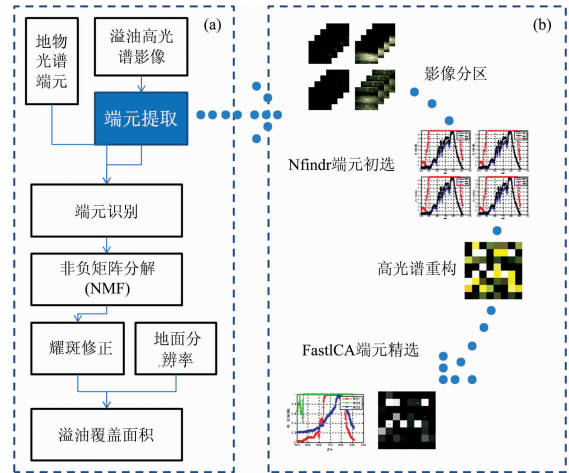 (a)
地物
光谱
端元
溢油高光
谱影像
端元提取
端元识别
非负矩阵分解
(NMF)
耀斑修正
地面分
辨率
溢油覆盖面积
(b)
影像分区
Nfindr端元初选
高光谱重构
FastICA端元精选